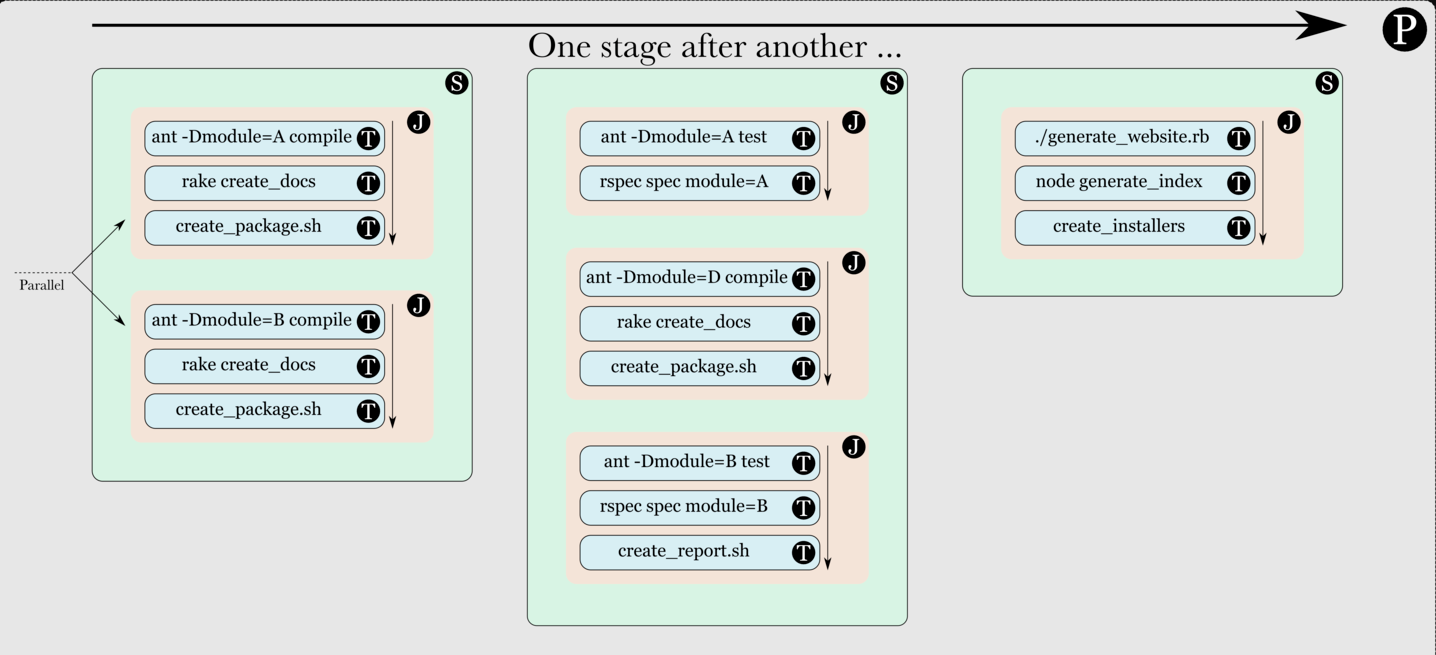 P
One stage after another ...
S
J
ant -Dmodule=A compile T
rake create_docs T
create_package.sh T
Parallel
J
ant -Dmodule=B compile T
rake create_docs T
create_package.sh T
S
J
ant -Dmodule=A test T
rspec spec module=A T
J
ant -Dmodule=D compile T
rake create_docs T
create_package.sh T
J
ant -Dmodule=B test T
rspec spec module=B T
create_report.sh T
S
J
./generate_website.rb T
node generate_index T
create_installers T